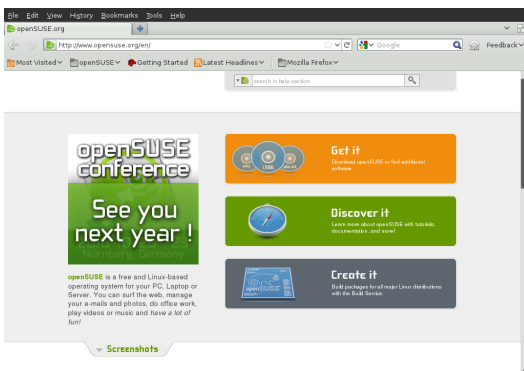 File Edit View History Bookmarks Tools Help
openSUSE.org
http://www.opensuse.org/en/
Google
Feedback
Most Visited openSUSE Getting Started Latest Headlines Mozilla Firefox
search in help-section
openSUSE
conference
See you
next year !
Nürnberg, Germany
openSUSE is a free and Linux-based
operating system for your PC, Laptop or
Server. You can surf the web, manage
your e-mails and photos, do office work,
play videos or music and have a lot of
fun!
Get it
Download openSUSE or find additional
software.
Discover it
Learn more about openSUSE with tutorials,
documentation, and more!
Create it
Build packages for all major Linux distributions
with the Build Service.
Screenshots